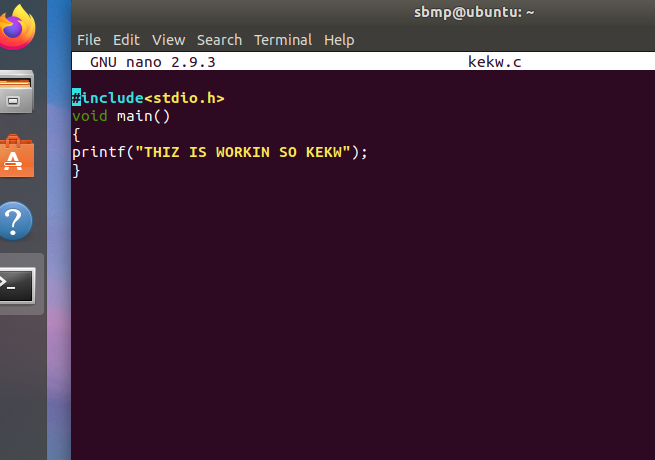 sbmp@ubuntu: ~
File Edit View Search Terminal Help
GNU nano 2.9.3 kekw.c
#include<stdio.h>
void main()
{
printf("THIZ IS WORKIN SO KEKW");
}